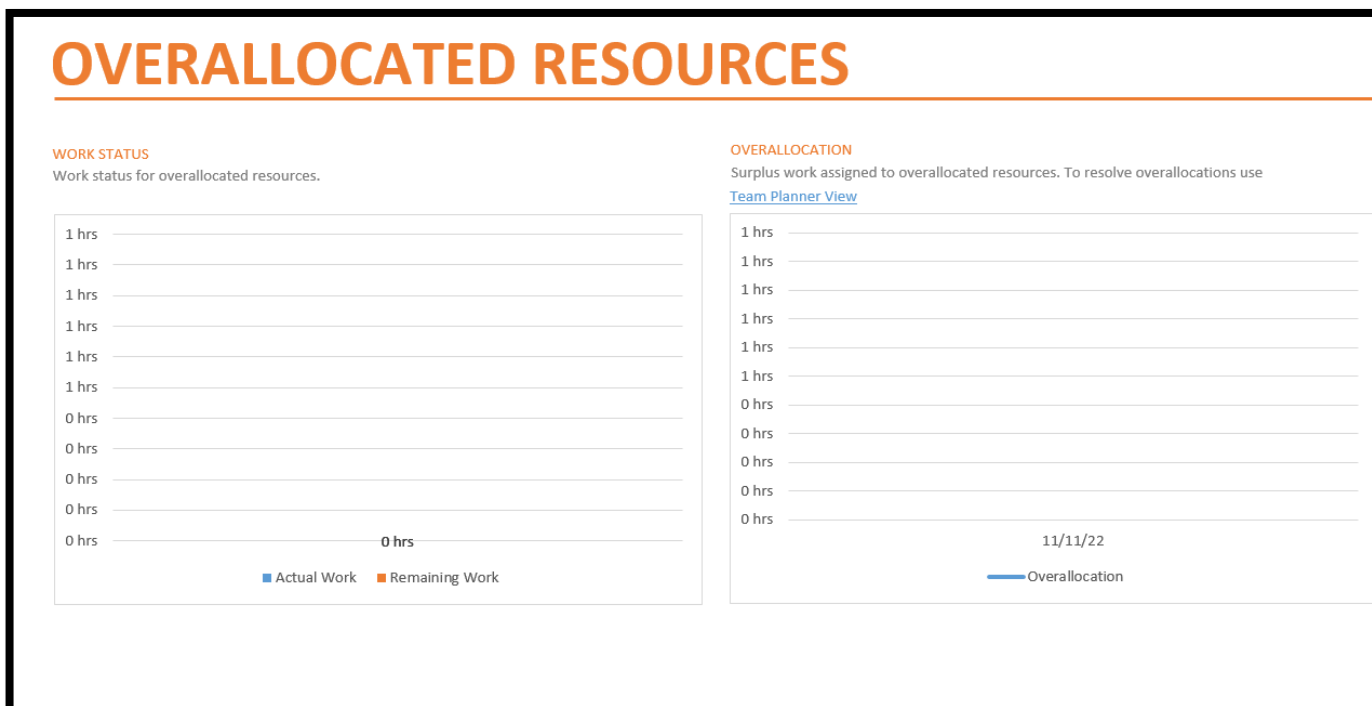 OVERALLOCATED RESOURCES
WORK STATUS
Work status for overallocated resources.
1 hrs
1 hrs
1 hrs
1 hrs
1 hrs
1 hrs
0 hrs
0 hrs
0 hrs
0 hrs
0 hrs
0 hrs
Actual Work Remaining Work
OVERALLOCATION
Surplus work assigned to overallocated resources. To resolve overallocations use
Team Planner View
1 hrs
1 hrs
1 hrs
1 hrs
1 hrs
1 hrs
0 hrs
0 hrs
0 hrs
0 hrs
0 hrs
11/11/22
Overallocation